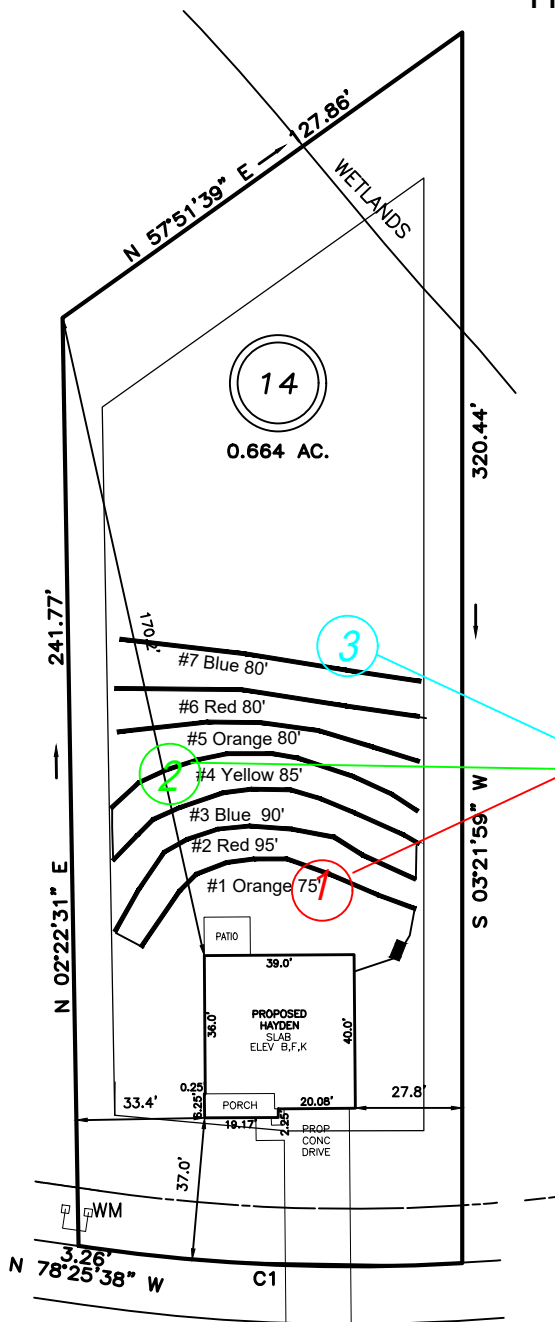 N 57°51'39" E
127.86'
WETLANDS
14
0.664 AC.
320.44'
241.77'
#7 Blue 80'
3
#6 Red 80'
#5 Orange 80'
2
#4 Yellow 85'
#3 Blue 90'
#2 Red 95'
#1 Orange 75'
1
S 03°21'59" W
N 02°22'31" E
PATIO
39.0'
PROPOSED
HAYDEN
SLAB
ELEV B,F,K
36.0'
40.0'
0.25'
6.25'
PORCH
20.08'
33.4'
27.8'
19.17'
2.25'
PROP
CONC
DRIVE
37.0'
WM
3.26'
N 78°25'38" W
C1